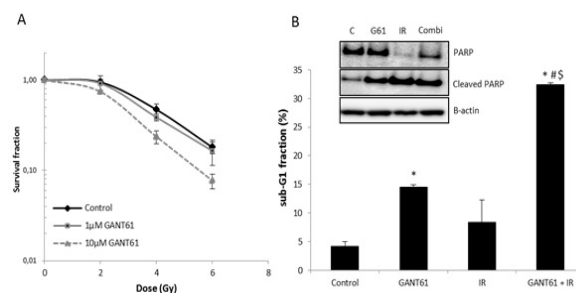 A
Survival fraction
1,00
0,10
0,01
Control
1µM GANT61
10µM GANT61
0
2
4
6
8
Dose (Gy)
B
C G61 IR Combi
PARP
Cleaved PARP
B-actin
sub-G1 fraction (%)
35
30
25
20
15
10
5
0
*
* #$
Control GANT61 IR GANT61 + IR